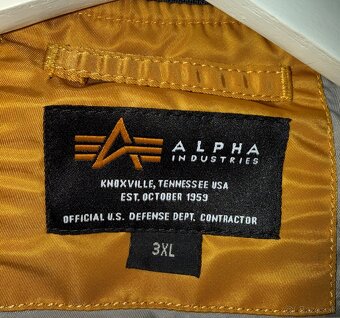 ALPHA
INDUSTRIES
KNOXVILLE, TENNESSEE USA
EST. OCTOBER 1959
OFFICIAL U.S. DEFENSE DEPT. CONTRACTOR
3XL